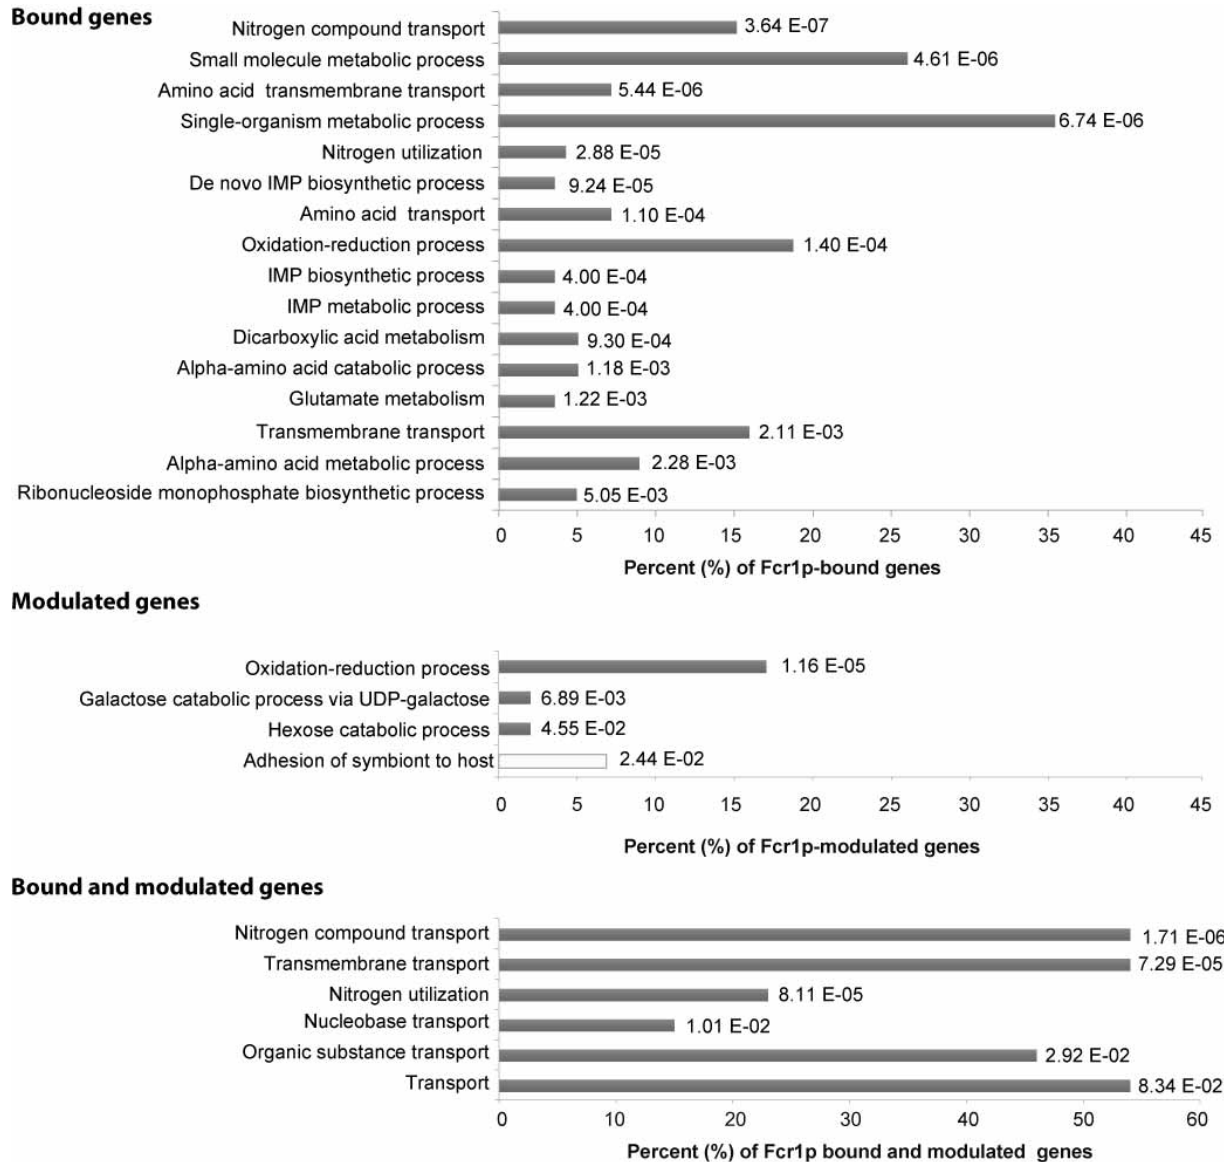 Bound genes
Nitrogen compound transport 3.64 E-07
Small molecule metabolic process 4.61 E-06
Amino acid transmembrane transport 5.44 E-06
Single-organism metabolic process 6.74 E-06
Nitrogen utilization 2.88 E-05
De novo IMP biosynthetic process 9.24 E-05
Amino acid transport 1.10 E-04
Oxidation-reduction process 1.40 E-04
IMP biosynthetic process 4.00 E-04
IMP metabolic process 4.00 E-04
Dicarboxylic acid metabolism 9.30 E-04
Alpha-amino acid catabolic process 1.18 E-03
Glutamate metabolism 1.22 E-03
Transmembrane transport 2.11 E-03
Alpha-amino acid metabolic process 2.28 E-03
Ribonucleoside monophosphate biosynthetic process 5.05 E-03
0 5 10 15 20 25 30 35 40 45
Percent (%) of Fcr1p-bound genes
Modulated genes
Oxidation-reduction process 1.16 E-05
Galactose catabolic process via UDP-galactose 6.89 E-03
Hexose catabolic process 4.55 E-02
Adhesion of symbiont to host 2.44 E-02
0 5 10 15 20 25 30 35 40 45
Percent (%) of Fcr1p-modulated genes
Bound and modulated genes
Nitrogen compound transport 1.71 E-06
Transmembrane transport 7.29 E-05
Nitrogen utilization 8.11 E-05
Nucleobase transport 1.01 E-02
Organic substance transport 2.92 E-02
Transport 8.34 E-02
0 10 20 30 40 50 60
Percent (%) of Fcr1p bound and modulated genes